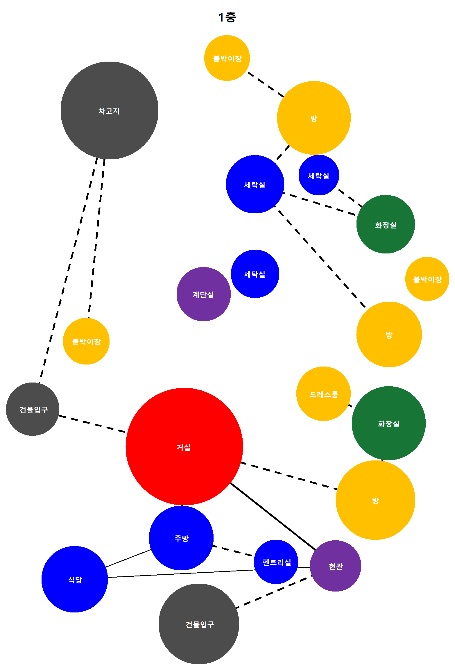 1층
붙박이장
차고지
방
세탁실
세탁실
화장실
세탁실
붙박이장
계단실
방
붙박이장
드레스룸
건물입구
화장실
거실
방
주방
팬트리실
현관
식당
건물입구